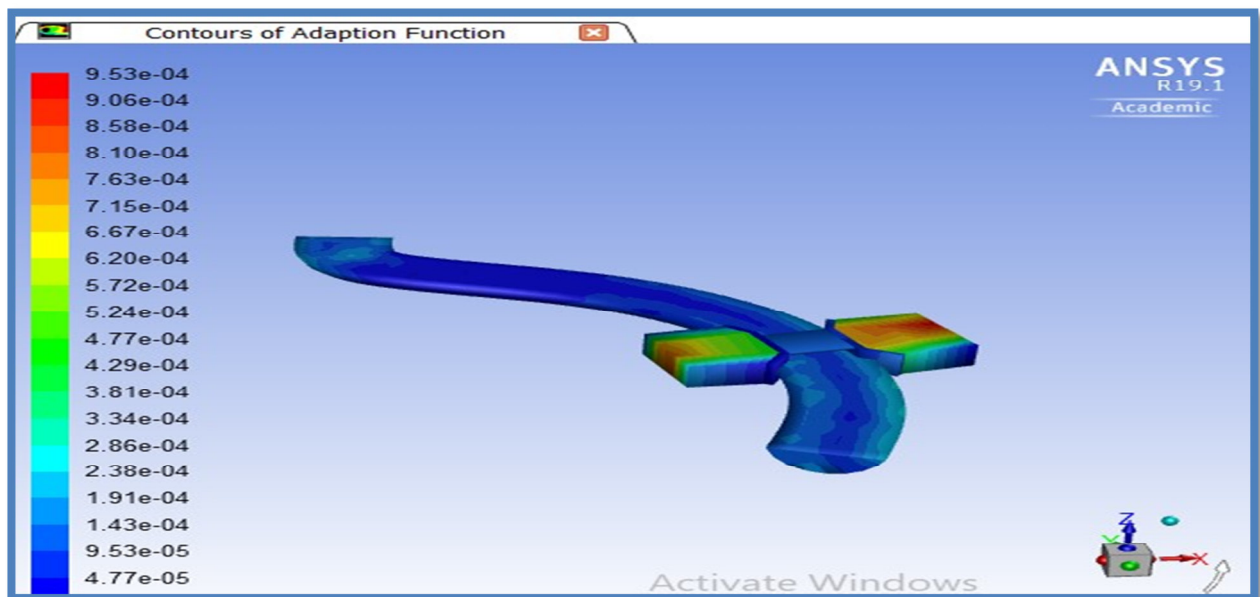 Contours of Adaption Function
ANSYS
R19.1
Academic
9.53e-04
9.06e-04
8.58e-04
8.10e-04
7.63e-04
7.15e-04
6.67e-04
6.20e-04
5.72e-04
5.24e-04
4.77e-04
4.29e-04
3.81e-04
3.34e-04
2.86e-04
2.38e-04
1.91e-04
1.43e-04
9.53e-05
4.77e-05
Z
Y
X
Activate Windows